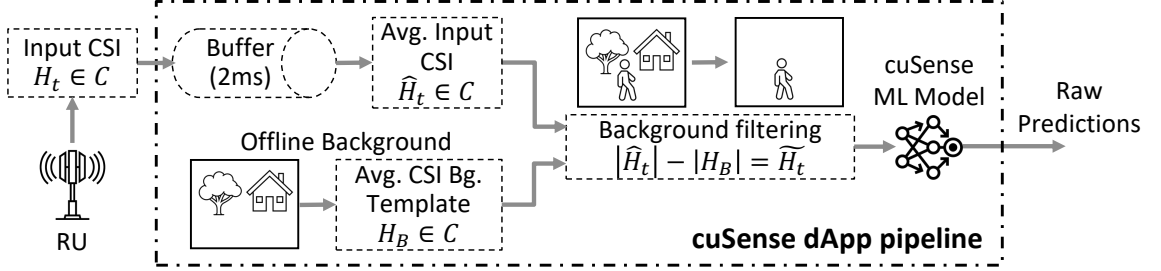 Input CSI
H_t ∈ C
RU
Buffer
(2ms)
Avg. Input
CSI
Ĥ_t ∈ C
Offline Background
Avg. CSI Bg.
Template
H_B ∈ C
Background filtering
|Ĥ_t| − |H_B| = H̃_t
cuSense
ML Model
Raw
Predictions
cuSense dApp pipeline